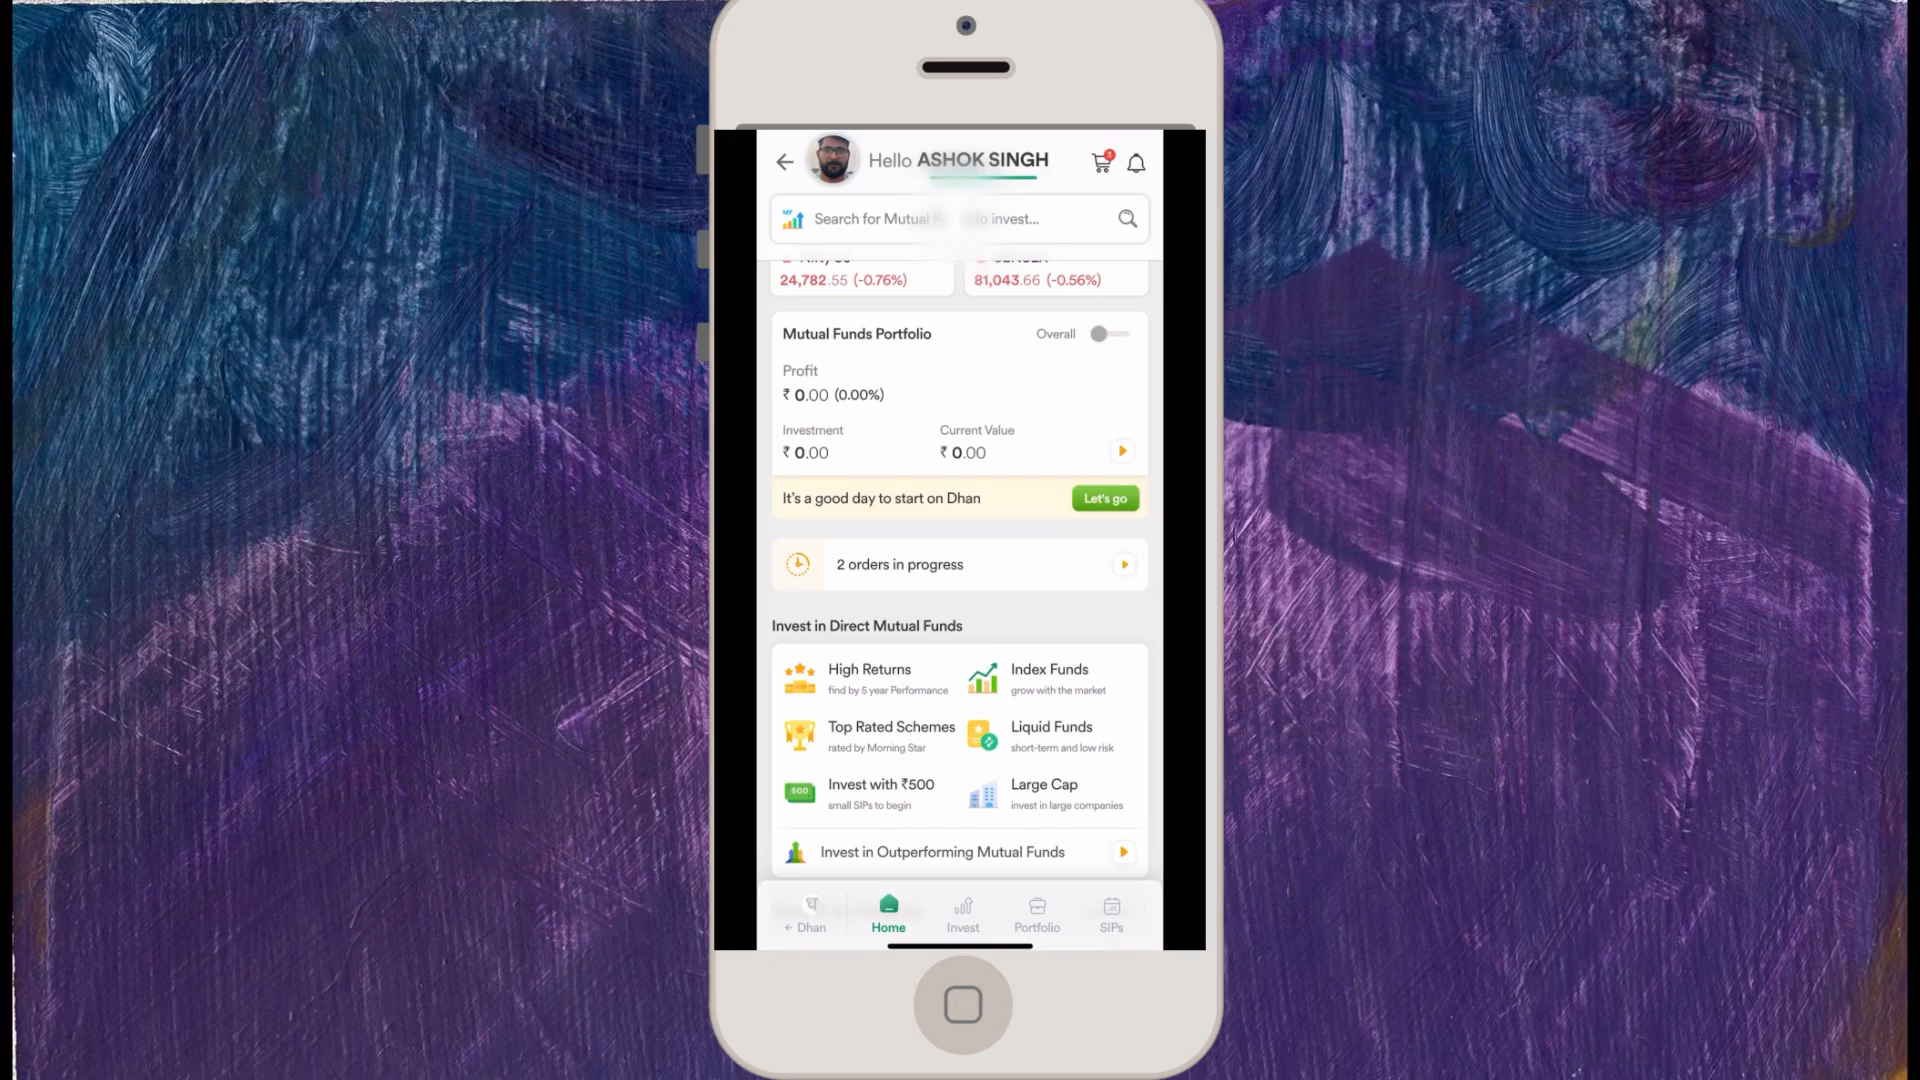 Hello ASHOK SINGH
3
MF
Search for Mutual to invest...
24,782.55 (-0.76%)
81,043.66 (-0.56%)
Mutual Funds Portfolio
Overall
Profit
₹ 0.00 (0.00%)
Investment
Current Value
₹ 0.00
₹ 0.00
It's a good day to start on Dhan
Let's go
2 orders in progress
Invest in Direct Mutual Funds
High Returns
find by 5 year Performance
Index Funds
grow with the market
Top Rated Schemes
rated by Morning Star
Liquid Funds
short-term and low risk
500
Invest with ₹500
small SIPs to begin
Large Cap
invest in large companies
Invest in Outperforming Mutual Funds
← Dhan
Home
Invest
Portfolio
SIPs